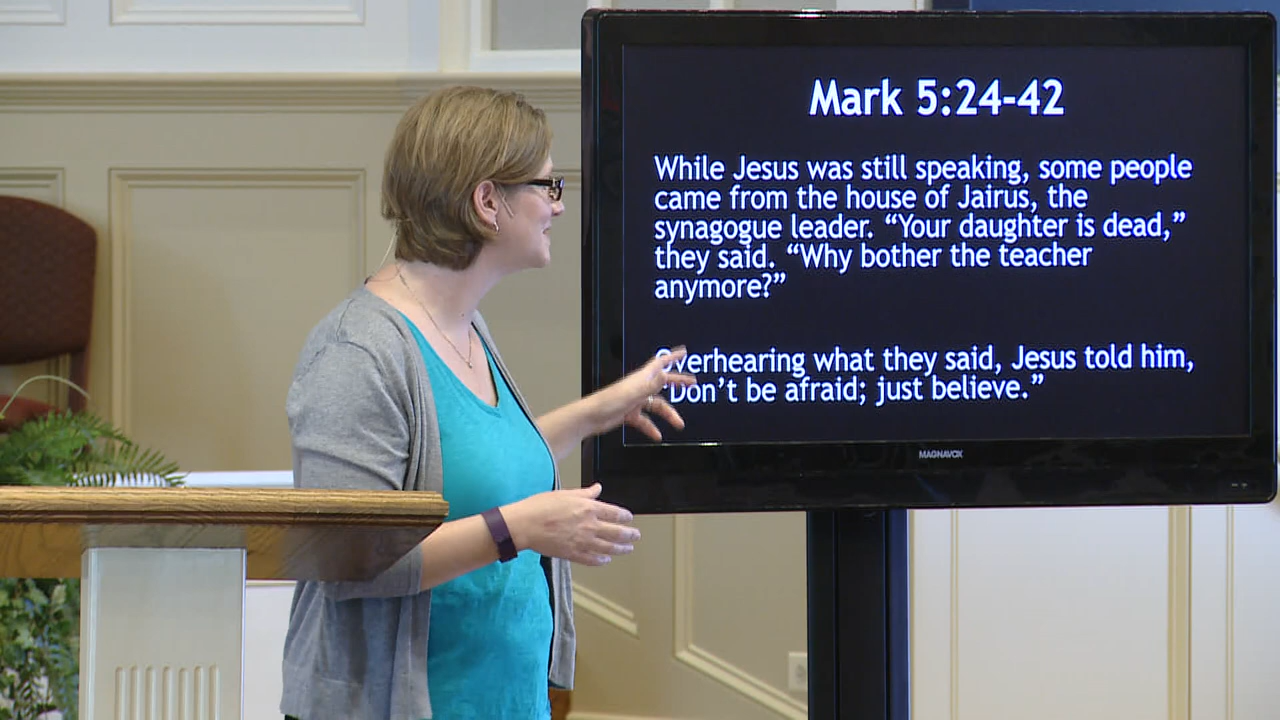 Mark 5:24-42
While Jesus was still speaking, some people
came from the house of Jairus, the
synagogue leader. “Your daughter is dead,”
they said. “Why bother the teacher
anymore?”
Overhearing what they said, Jesus told him,
“Don’t be afraid; just believe.”
MAGNAVOX